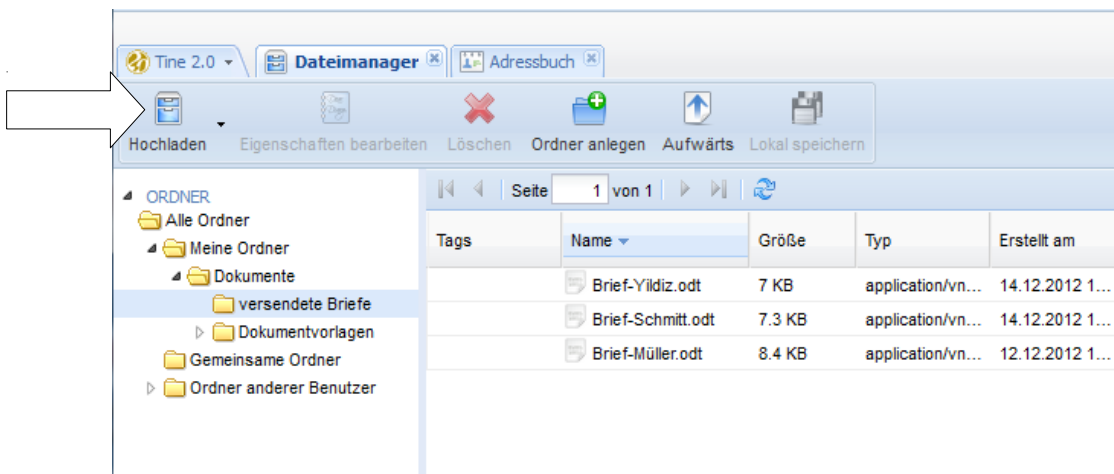 Tine 2.0 Dateimanager Adressbuch
Hochladen Eigenschaften bearbeiten Löschen Ordner anlegen Aufwärts Lokal speichern
ORDNER
Alle Ordner
Meine Ordner
Dokumente
versendete Briefe
Dokumentvorlagen
Gemeinsame Ordner
Ordner anderer Benutzer
Seite 1 von 1
Tags Name Größe Typ Erstellt am
Brief-Yildiz.odt 7 KB application/vn... 14.12.2012 1...
Brief-Schmitt.odt 7.3 KB application/vn... 14.12.2012 1...
Brief-Müller.odt 8.4 KB application/vn... 12.12.2012 1...